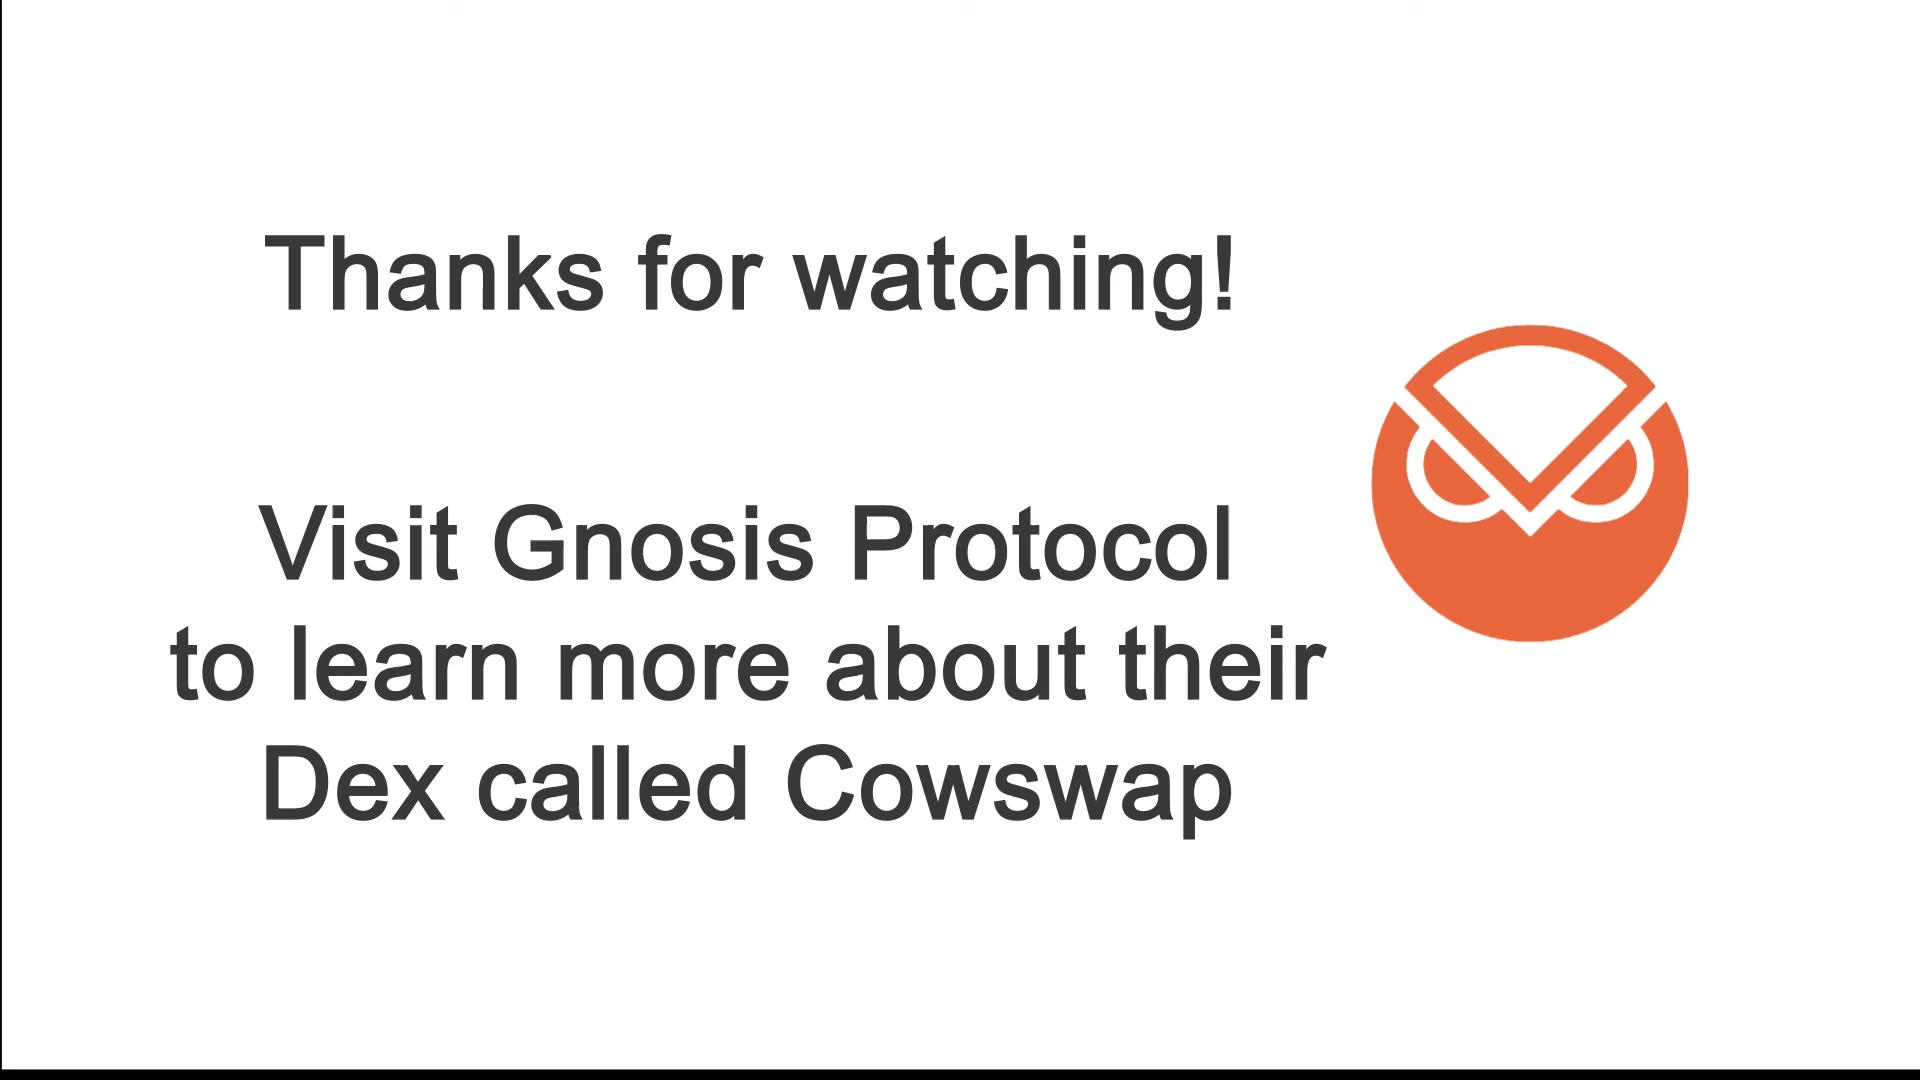 Thanks for watching!
Visit Gnosis Protocol
to learn more about their
Dex called Cowswap